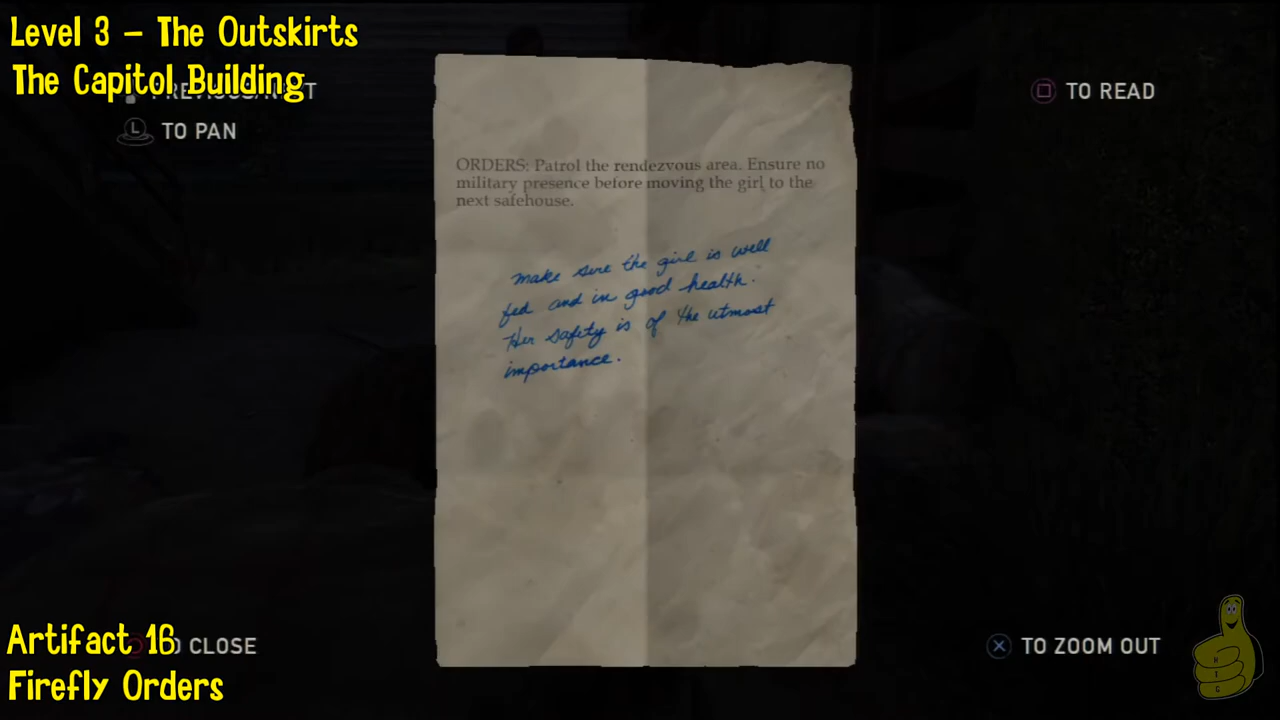 Level 3 - The Outskirts
The Capitol Building
TO PAN
TO READ
ORDERS: Patrol the rendezvous area. Ensure no
military presence before moving the girl to the
next safehouse.
make sure the girl is well
fed and in good health.
Her safety is of the utmost
importance.
Artifact 16
Firefly Orders
CLOSE
TO ZOOM OUT
L
H
T
G